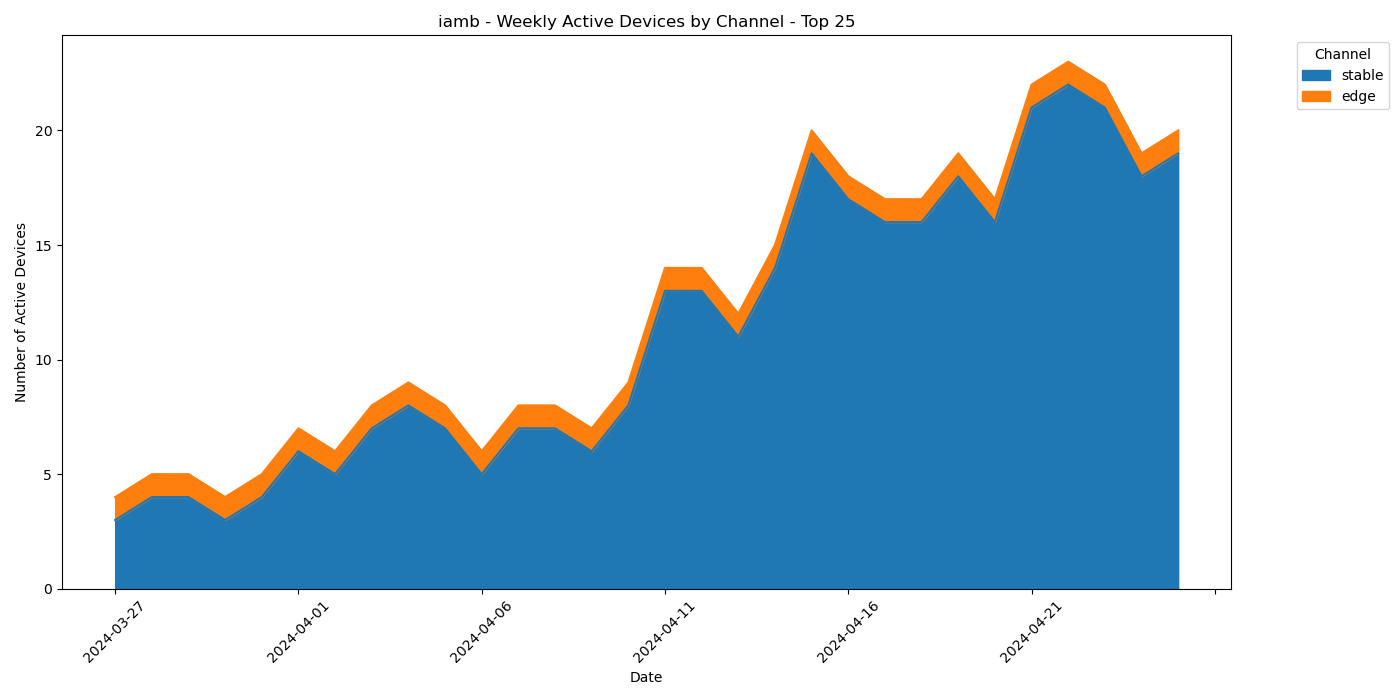 iamb - Weekly Active Devices by Channel - Top 25
Channel
stable
edge
Number of Active Devices
20
15
10
5
0
2024-03-27
2024-04-01
2024-04-06
2024-04-11
2024-04-16
2024-04-21
Date